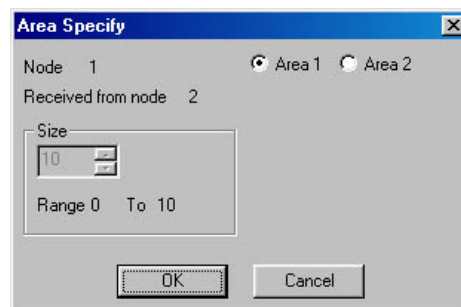 Area Specify
Node 1
Area 1 Area 2
Received from node 2
Size
10
Range 0 To 10
OK Cancel